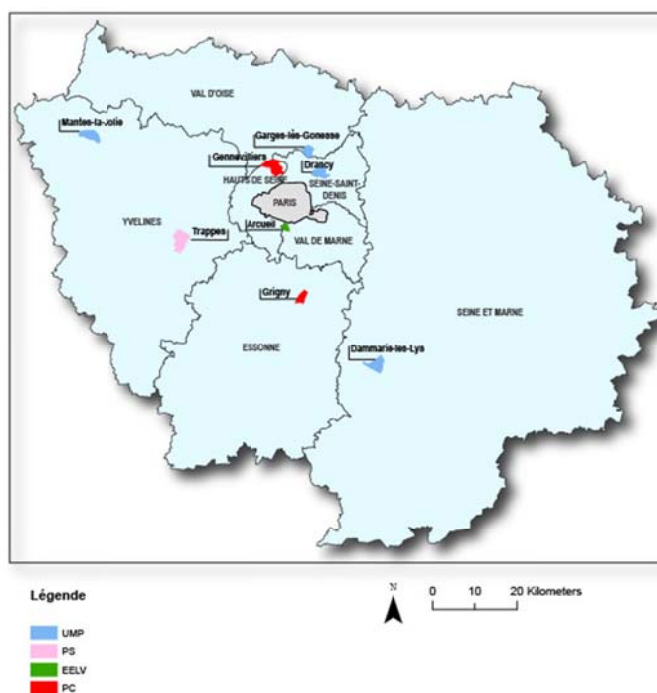 VAL D'OISE
Mantes-la-Jolie
Garges-lès-Gonesse
Gennevilliers
Drancy
HAUTS DE SEINE
SEINE-SAINT-
DENIS
PARIS
YVELINES
Trappes
Arcueil
VAL DE MARNE
Grigny
SEINE ET MARNE
ESSONNE
Dammarie-les-Lys
Légende
N
0 10 20 Kilometers
UMP
PS
EELV
PC